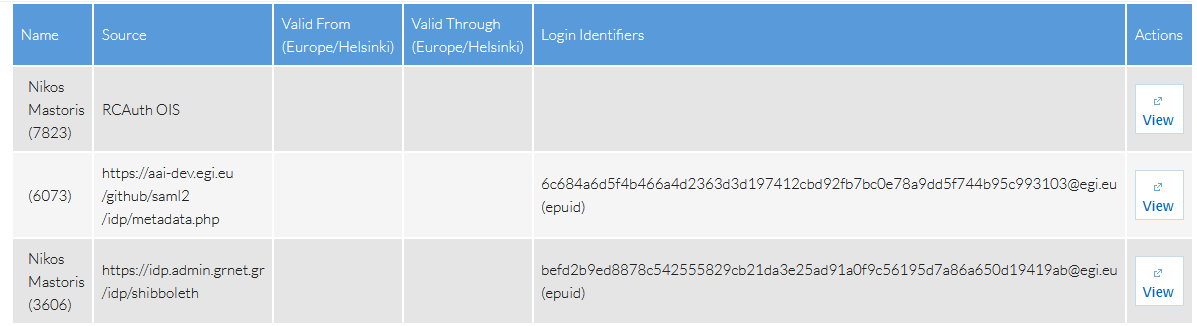 Name
Source
Valid From
(Europe/Helsinki)
Valid Through
(Europe/Helsinki)
Login Identifiers
Actions
Nikos
Mastoris
(7823)
RCAuth OIS
View
(6073)
https://aai-dev.egi.eu
/github/saml2
/idp/metadata.php
6c684a6d5f4b466a4d2363d3d197412cbd92fb7bc0e78a9dd5f744b95c993103@egi.eu
(epuid)
View
Nikos
Mastoris
(3606)
https://idp.admin.grnet.gr
/idp/shibboleth
befd2b9ed8878c542555829cb21da3e25ad91a0f9c56195d7a86a650d19419ab@egi.eu
(epuid)
View